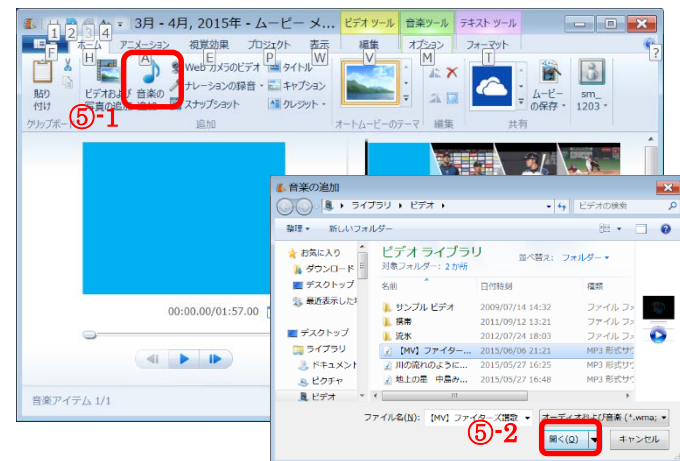 3月 - 4月, 2015年 - ムービー メ...
ビデオ ツール 音楽ツール テキスト ツール
1 2 3 4
ホーム アニメーション 視覚効果 プロジェクト 表示 編集 オプション フォーマット
F H A E P W V M T ?
貼り付け
ビデオおよび写真の追加
音楽の追加
Webカメラのビデオ タイトル
ナレーションの録音 キャプション
スナップショット クレジット
ムービーの保存
sm_1203
クリップボード 追加 オートムービーのテーマ 編集 共有
⑤-1
00:00.00/01:57.00
音楽アイテム 1/1
音楽の追加
ライブラリ ビデオ ビデオの検索
整理 新しいフォルダー
お気に入り
ダウンロード
デスクトップ
最近表示した
デスクトップ
ライブラリ
ドキュメント
ピクチャ
ビデオ
ビデオ ライブラリ
対象フォルダー: 2 か所
並べ替え: フォルダー
名前 日付時刻 種類
サンプル ビデオ 2009/07/14 14:32 ファイル フ
携帯 2011/09/12 13:21 ファイル フ
流氷 2012/07/24 18:03 ファイル フ
【MV】ファイター... 2015/06/06 21:21 MP3 形式サウ
川の流れのように... 2015/05/27 16:25 MP3 形式サウ
地上の星 中島み... 2015/05/27 16:48 MP3 形式サウ
ファイル名(N): 【MV】ファイターズ讃歌 オーディオおよび音楽 (*.wma;
⑤-2
開く(O) キャンセル